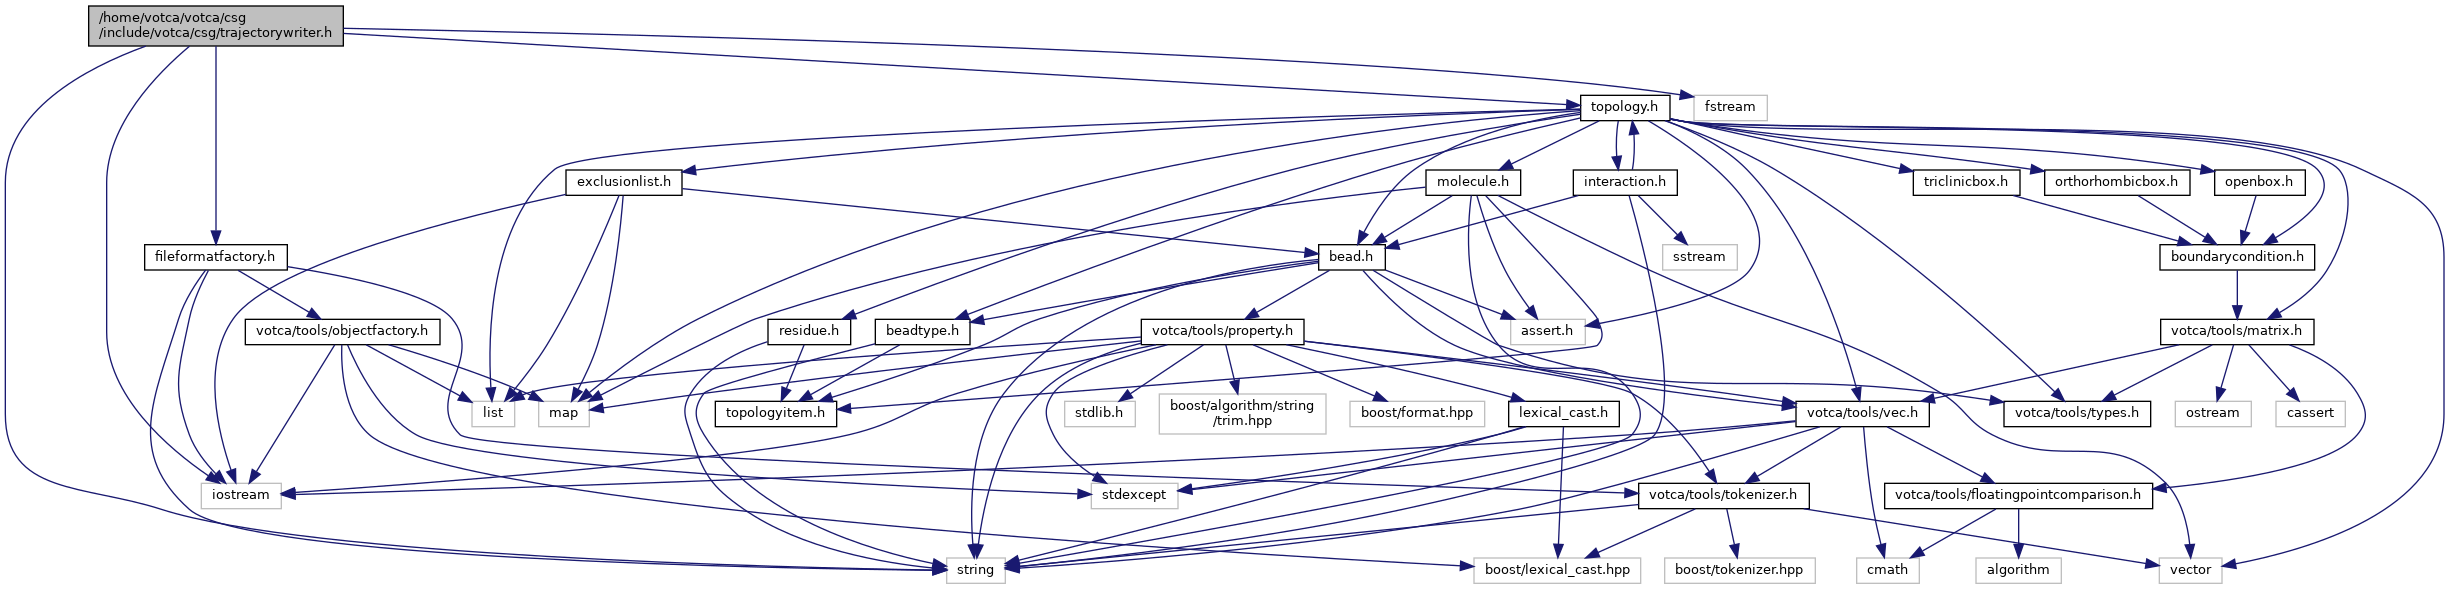 /home/votca/votca/csg
/include/votca/csg/trajectorywriter.h
topology.h
fstream
exclusionlist.h
molecule.h
interaction.h
triclinicbox.h
orthorhombicbox.h
openbox.h
fileformatfactory.h
bead.h
sstream
boundarycondition.h
votca/tools/objectfactory.h
residue.h
beadtype.h
votca/tools/property.h
assert.h
votca/tools/matrix.h
list
map
topologyitem.h
stdlib.h
boost/algorithm/string
/trim.hpp
boost/format.hpp
lexical_cast.h
votca/tools/vec.h
votca/tools/types.h
ostream
cassert
iostream
stdexcept
votca/tools/tokenizer.h
votca/tools/floatingpointcomparison.h
string
boost/lexical_cast.hpp
boost/tokenizer.hpp
cmath
algorithm
vector